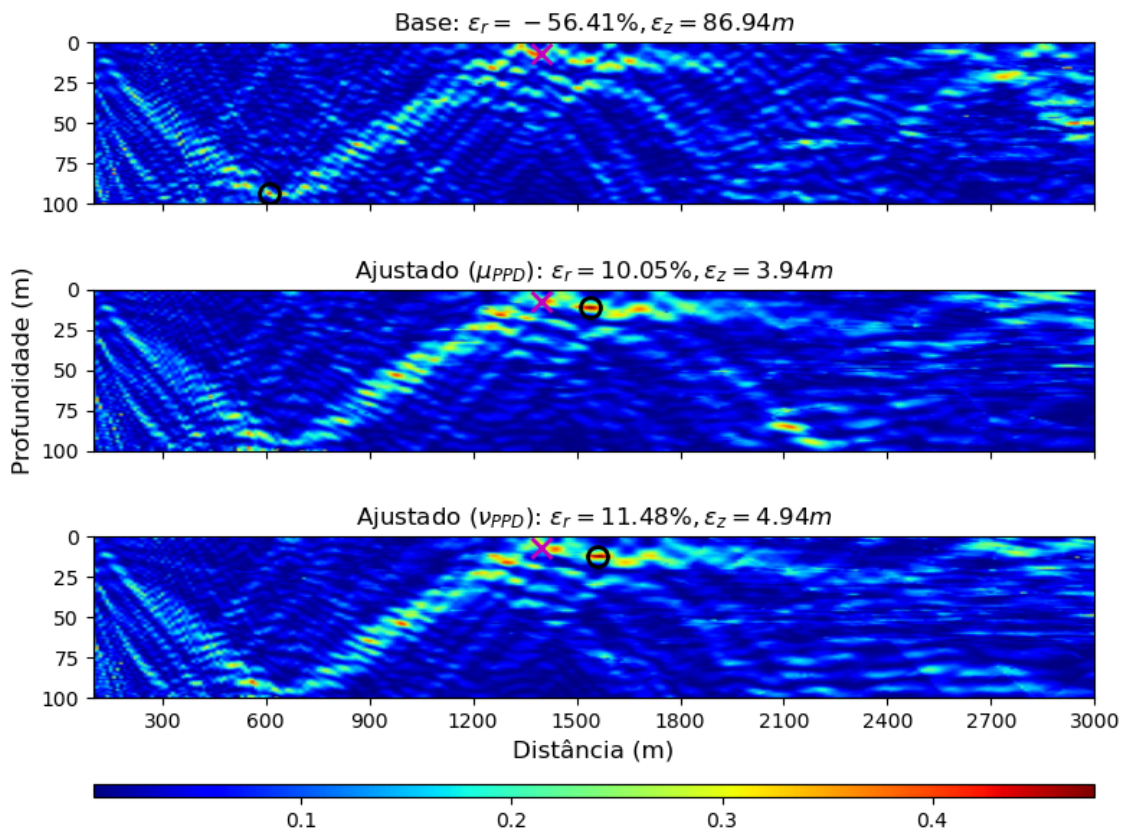 Base: εr = − 56.41%, εz = 86.94m
0
25
50
75
100
Ajustado (μPPD): εr = 10.05%, εz = 3.94m
0
25
50
75
100
Profundidade (m)
Ajustado (νPPD): εr = 11.48%, εz = 4.94m
0
25
50
75
100
300 600 900 1200 1500 1800 2100 2400 2700 3000
Distância (m)
0.1 0.2 0.3 0.4